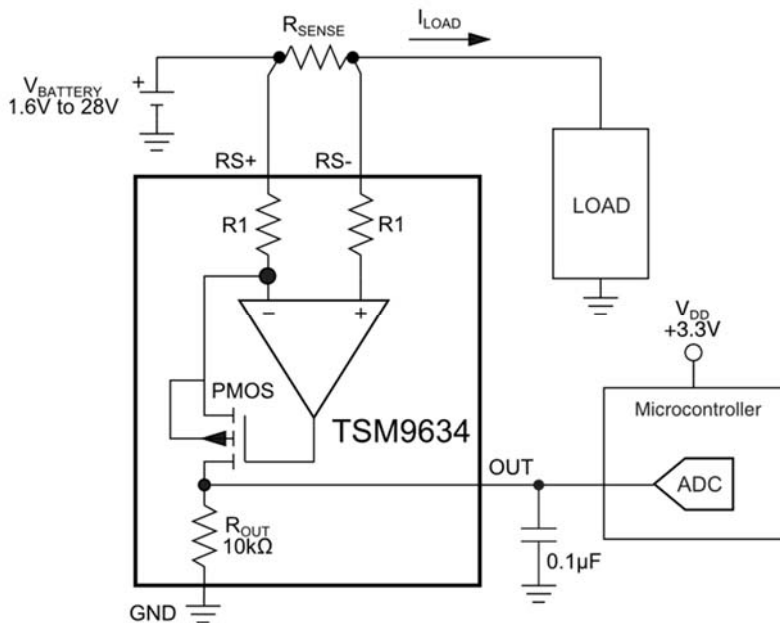 R_SENSE
I_LOAD
V_BATTERY
1.6V to 28V
+
RS+
RS-
R1
R1
LOAD
−
+
V_DD
+3.3V
PMOS
TSM9634
Microcontroller
OUT
ADC
R_OUT
10kΩ
0.1µF
GND